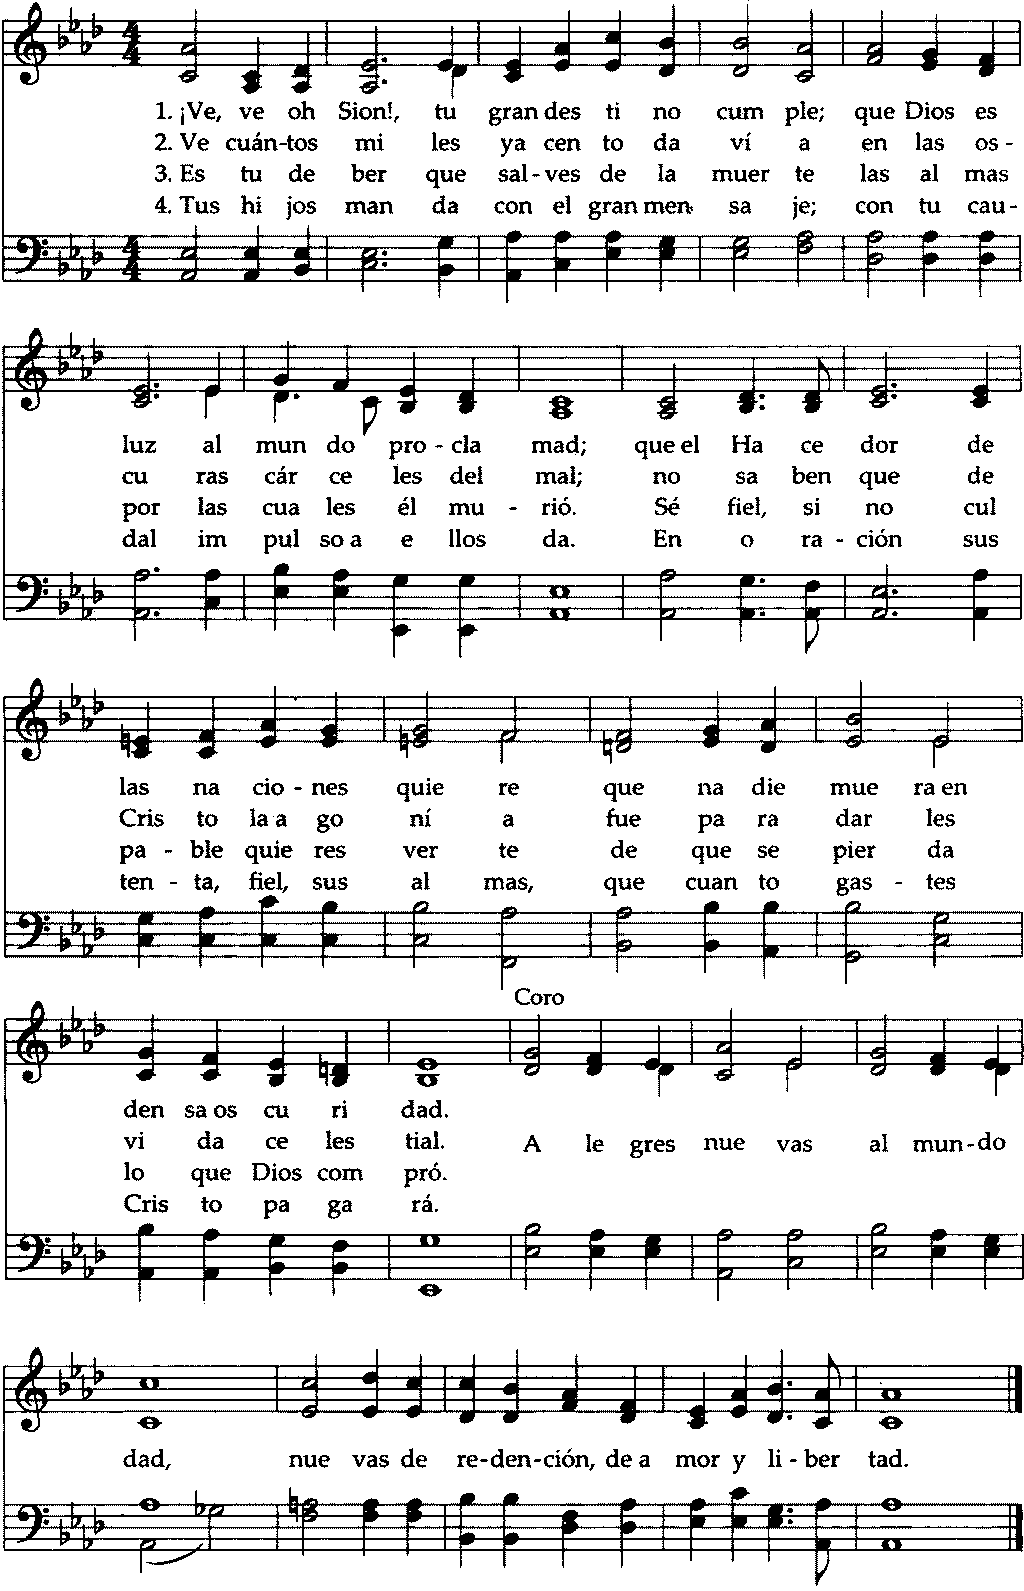 1. ¡Ve, ve oh Sion!, tu gran des ti no cum ple; que Dios es
2. Ve cuán-tos mi les ya cen to da ví a en las os-
3. Es tu de ber que sal-ves de la muer te las al mas
4. Tus hi jos man da con el gran men sa je; con tu cau-
luz al mun do pro-cla mad; que el Ha ce dor de
cu ras cár ce les del mal; no sa ben que de
por las cua les él mu-rió. Sé fiel, si no cul
dal im pul so a e llos da. En o ra-ción sus
las na cio-nes quie re que na die mue ra en
Cris to la a go ní a fue pa ra dar les
pa-ble quie res ver te de que se pier da
ten-ta, fiel, sus al mas, que cuan to gas-tes
Coro
den sa os cu ri dad.
vi da ce les tial. A le gres nue vas al mun-do
lo que Dios com pró.
Cris to pa ga rá.
dad, nue vas de re-den-ción, de a mor y li-ber tad.